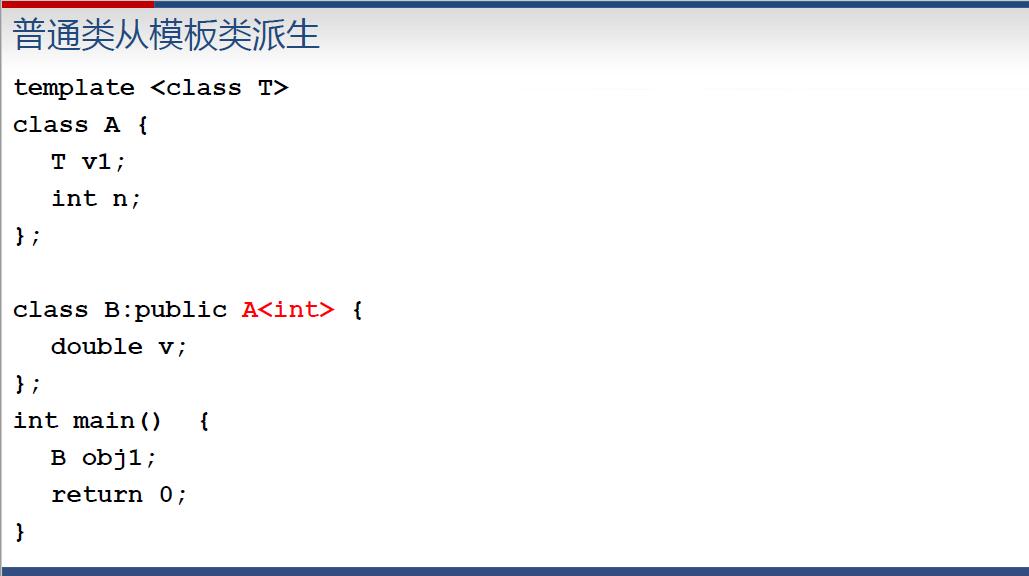 普通类从模板类派生
template <class T>
class A {
T v1;
int n;
};
class B:public A<int> {
double v;
};
int main()  {
B obj1;
return 0;
}